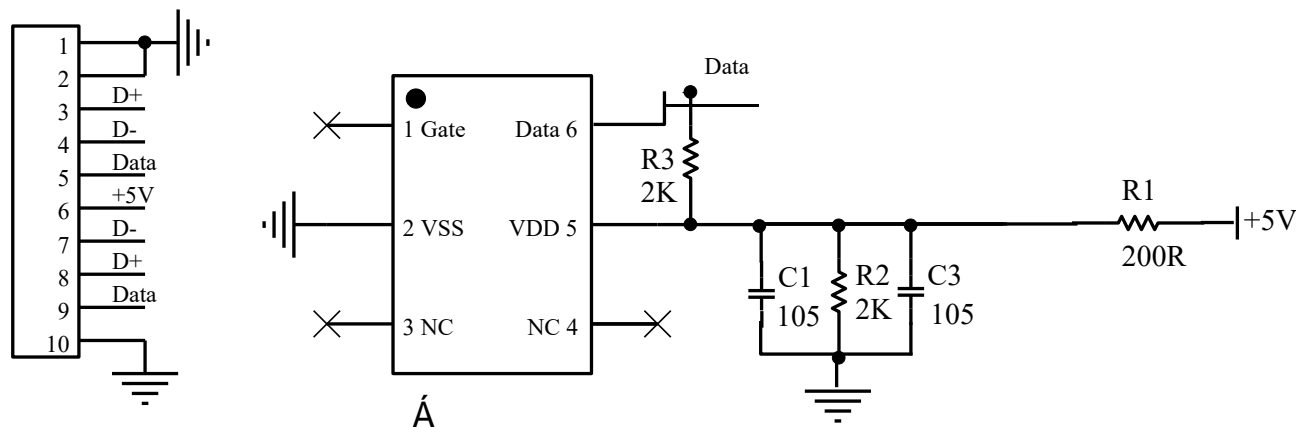 1
2
D+
3
D-
4
Data
5
+5V
6
D-
7
D+
8
Data
9
10
1 Gate
Data 6
2 VSS
VDD 5
3 NC
NC 4
Á
Data
R3
2K
C1
105
R2
2K
C3
105
R1
200R
+5V